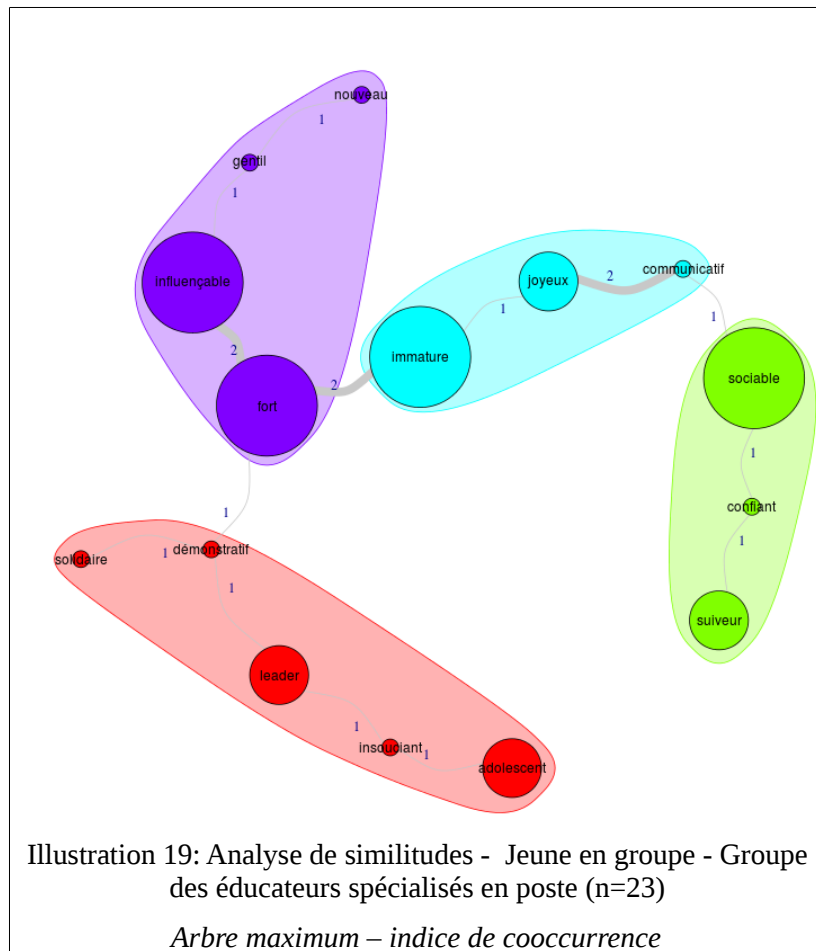 nouveau
1
gentil
1
influençable
2
fort
2
immature
1
joyeux
2
communicatif
1
sociable
1
confiant
1
suiveur
1
démonstratif
1
solidaire
1
leader
1
insouciant
1
adolescent
Illustration 19: Analyse de similitudes - Jeune en groupe - Groupe
des éducateurs spécialisés en poste (n=23)
Arbre maximum – indice de cooccurrence